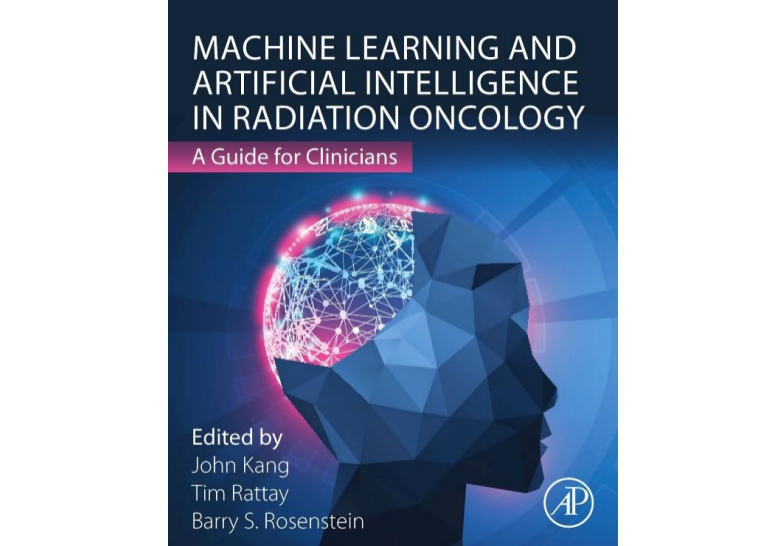 MACHINE LEARNING AND
ARTIFICIAL INTELLIGENCE
IN RADIATION ONCOLOGY
A Guide for Clinicians
Edited by
John Kang
Tim Rattay
Barry S. Rosenstein
AP